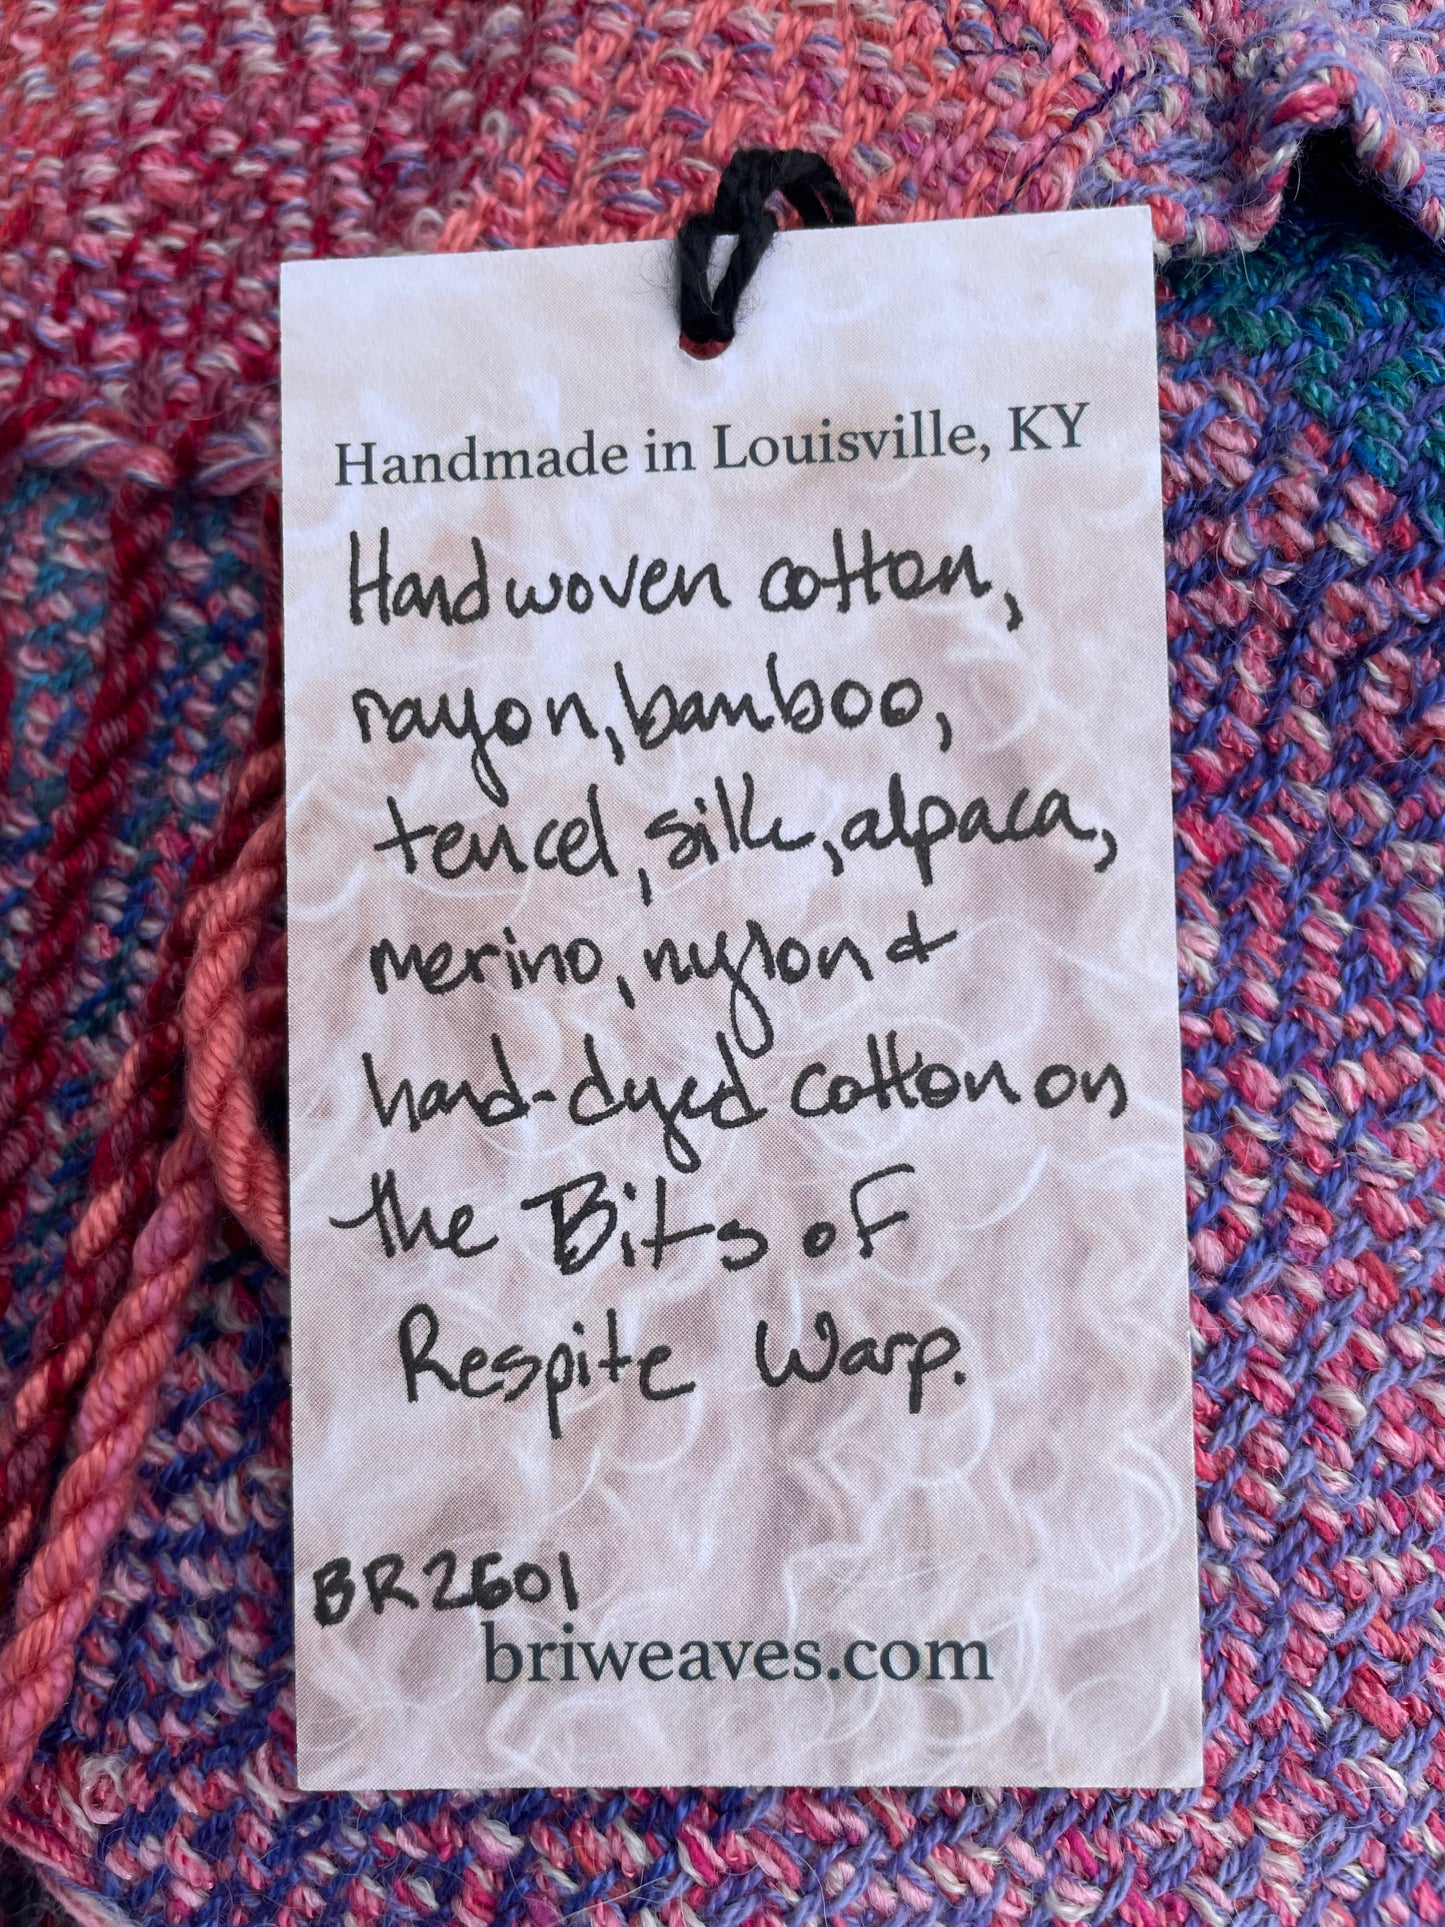 Handmade in Louisville, KY
Handwoven cotton,
rayon, bamboo,
tencel, silk, alpaca,
merino, nylon &
hand-dyed cotton on
the Bits of
Respite Warp.
BR2601
briweaves.com